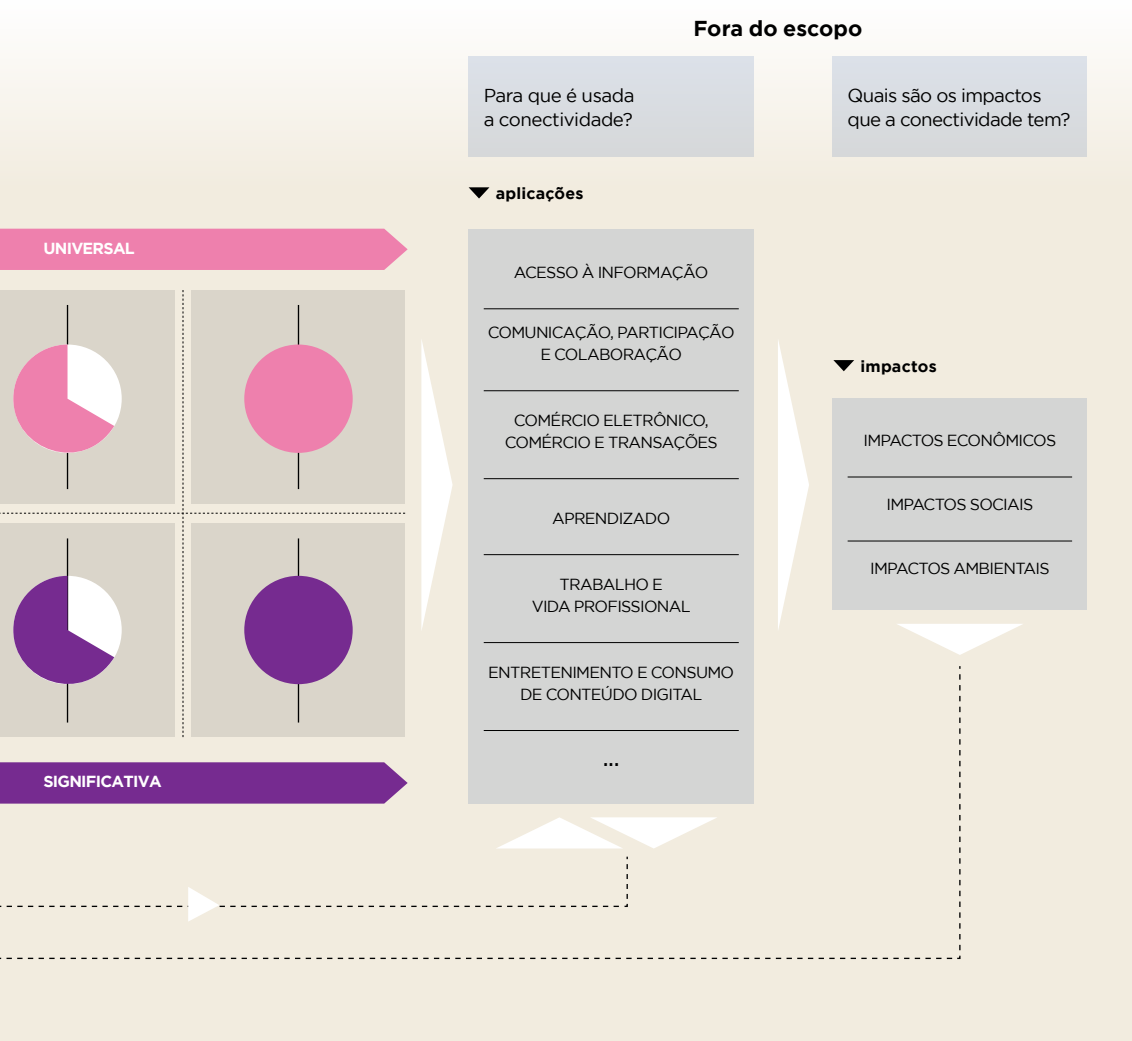 Fora do escopo
Para que é usada
a conectividade?
Quais são os impactos
que a conectividade tem?
aplicações
UNIVERSAL
ACESSO À INFORMAÇÃO
COMUNICAÇÃO, PARTICIPAÇÃO
E COLABORAÇÃO
COMÉRCIO ELETRÔNICO,
COMÉRCIO E TRANSAÇÕES
APRENDIZADO
TRABALHO E
VIDA PROFISSIONAL
ENTRETENIMENTO E CONSUMO
DE CONTEÚDO DIGITAL
...
impactos
IMPACTOS ECONÔMICOS
IMPACTOS SOCIAIS
IMPACTOS AMBIENTAIS
SIGNIFICATIVA